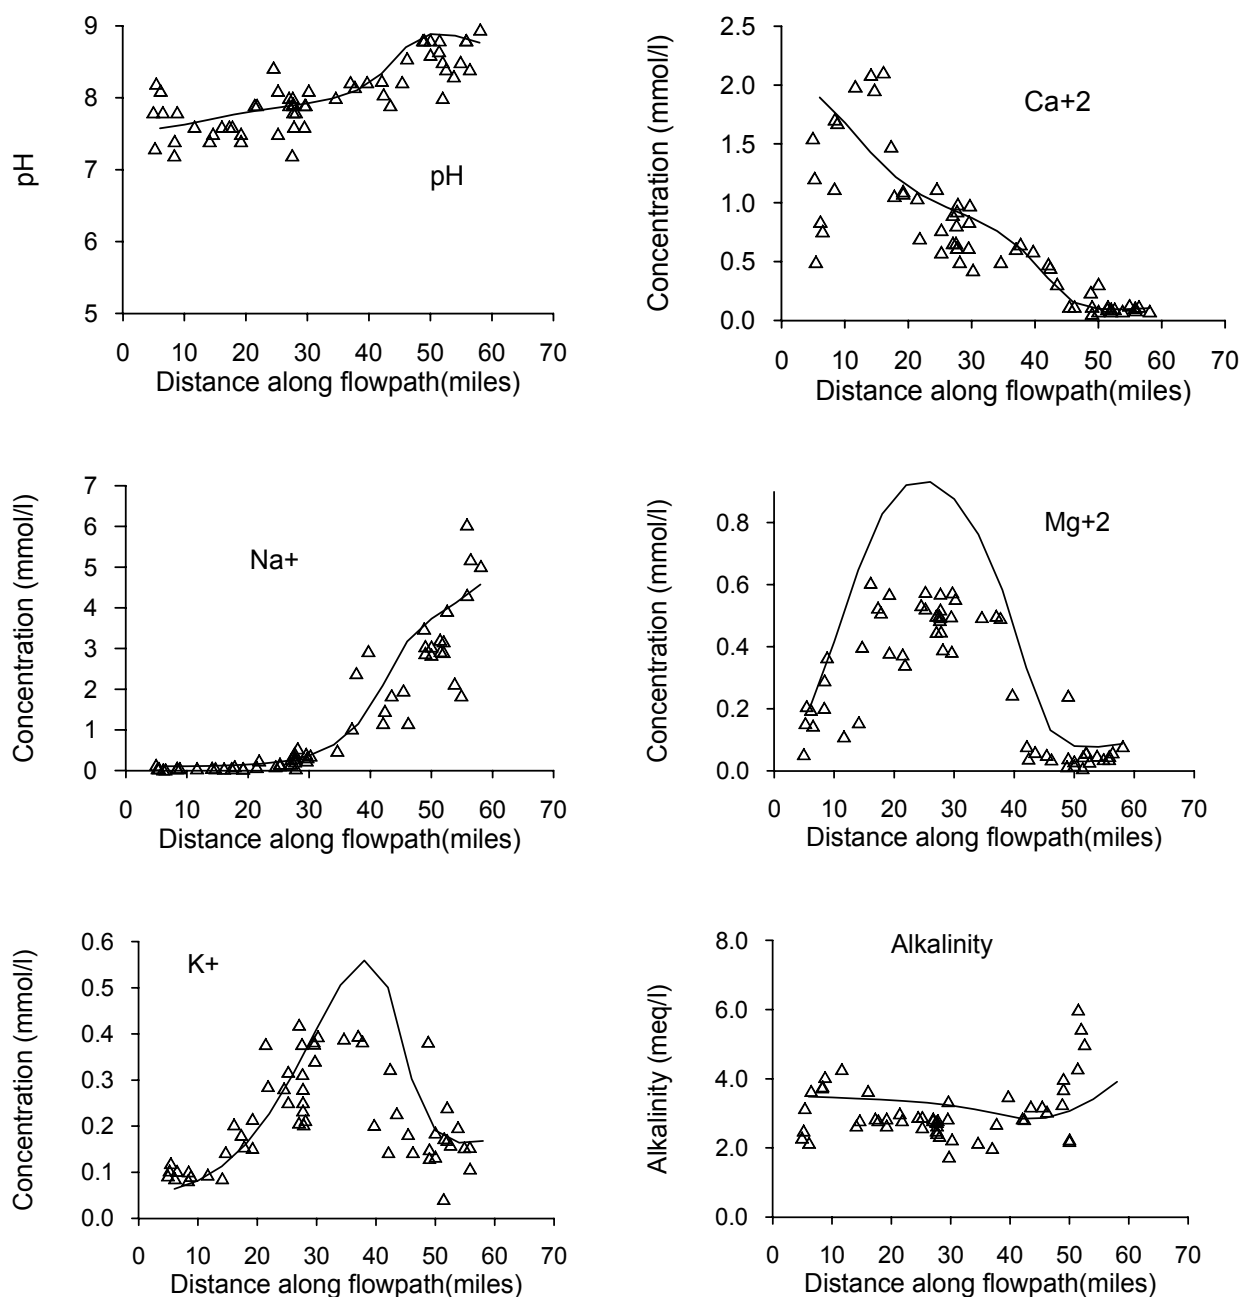 9
8
7
6
5
pH
pH
0 10 20 30 40 50 60 70
Distance along flowpath(miles)
2.5
2.0
1.5
1.0
0.5
0.0
Concentration (mmol/l)
Ca+2
0 10 20 30 40 50 60 70
Distance along flowpath(miles)
7
6
5
4
3
2
1
0
Concentration (mmol/l)
Na+
0 10 20 30 40 50 60 70
Distance along flowpath(miles)
0.8
0.6
0.4
0.2
0.0
Concentration (mmol/l)
Mg+2
0 10 20 30 40 50 60 70
Distance along flowpath(miles)
0.6
0.5
0.4
0.3
0.2
0.1
0.0
Concentration (mmol/l)
K+
0 10 20 30 40 50 60 70
Distance along flowpath(miles)
8.0
6.0
4.0
2.0
0.0
Alkalinity (meq/l)
Alkalinity
0 10 20 30 40 50 60 70
Distance along flowpath(miles)